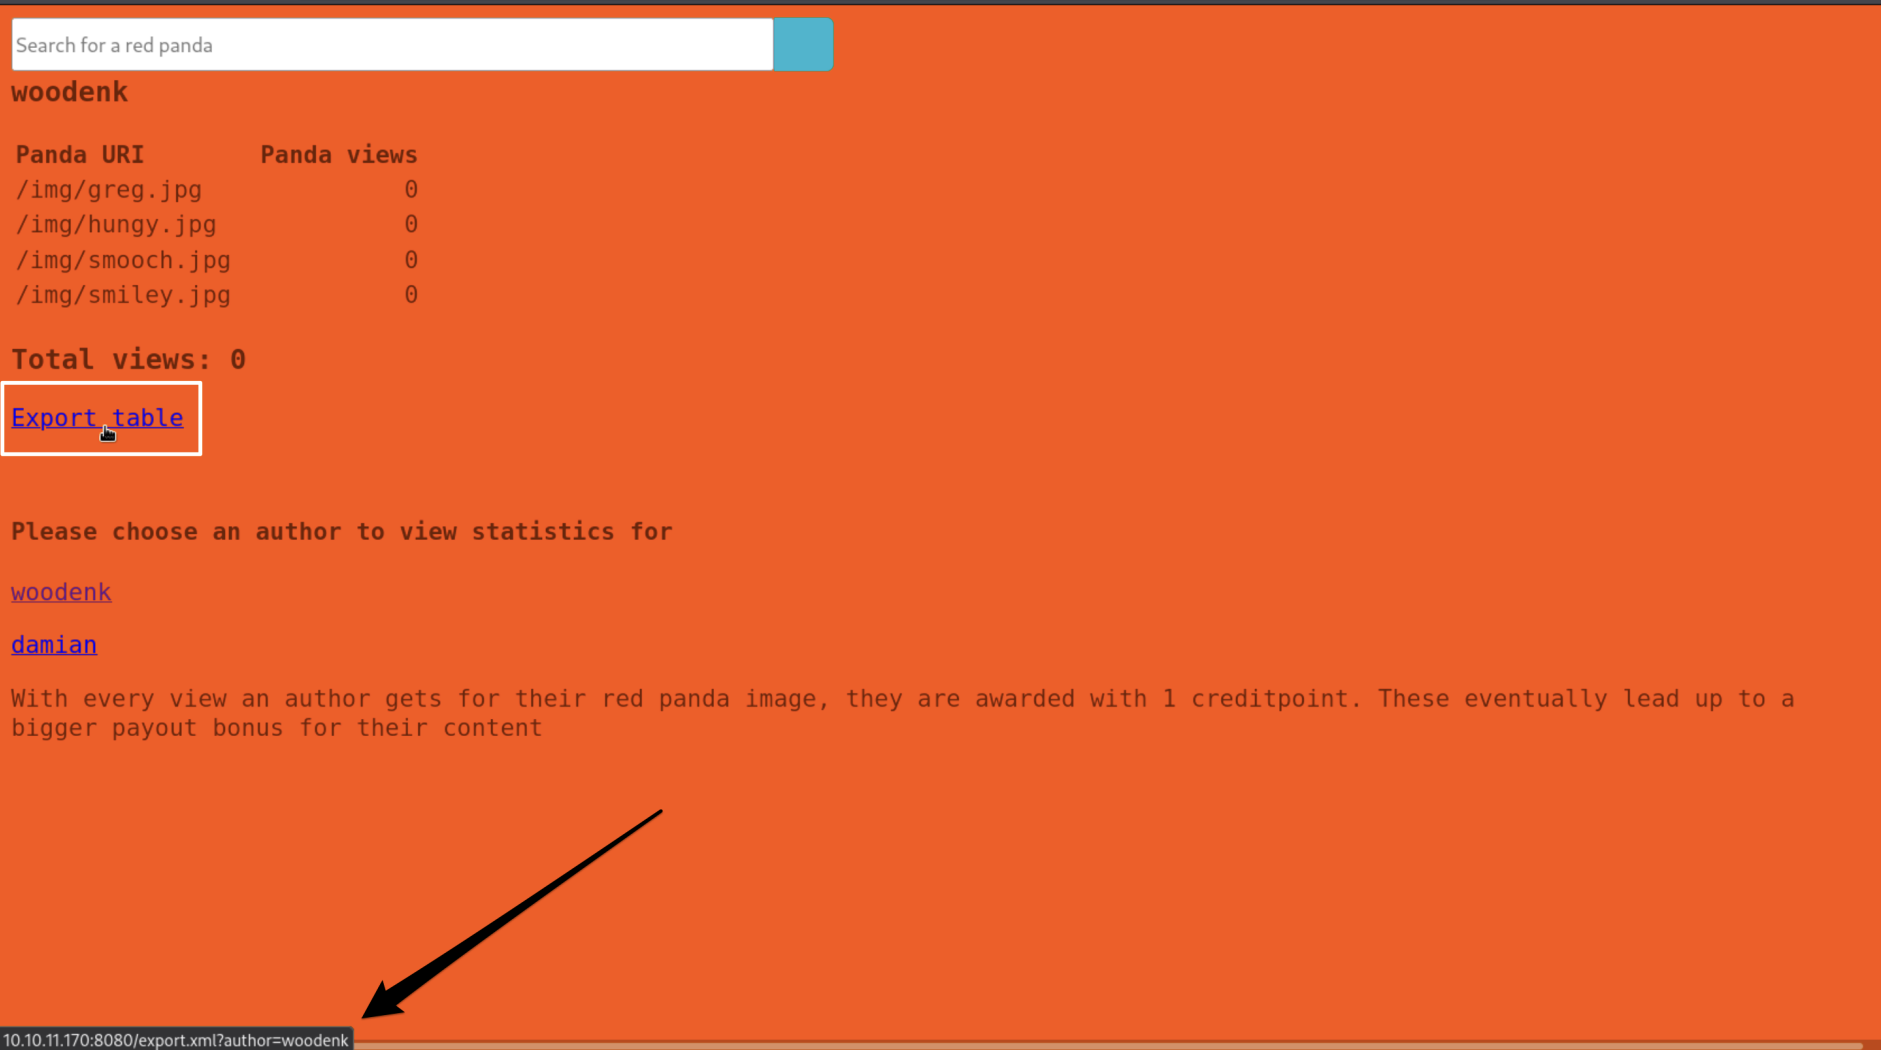 Search for a red panda
woodenk
Panda URI Panda views
/img/greg.jpg 0
/img/hungy.jpg 0
/img/smooch.jpg 0
/img/smiley.jpg 0
Total views: 0
Export table
Please choose an author to view statistics for
woodenk
damian
With every view an author gets for their red panda image, they are awarded with 1 creditpoint. These eventually lead up to a
bigger payout bonus for their content
10.10.11.170:8080/export.xml?author=woodenk